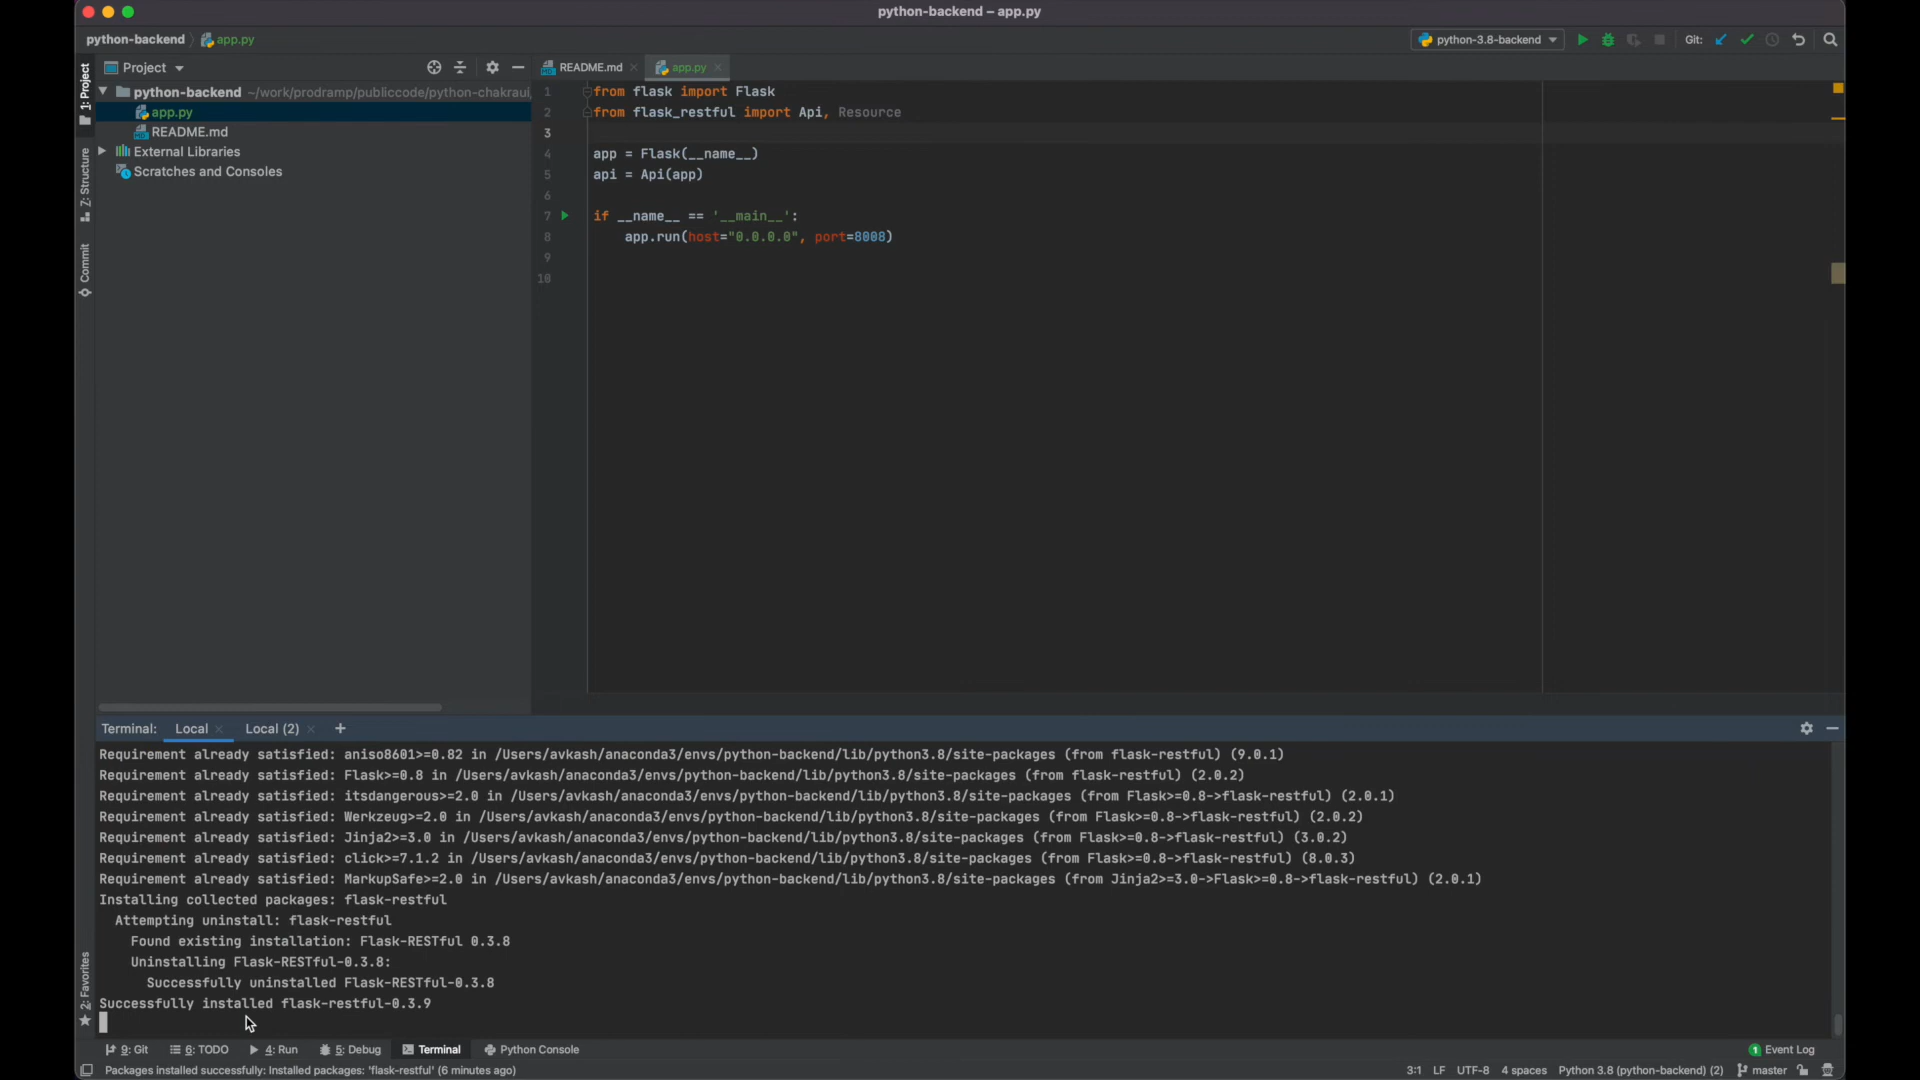 python-backend – app.py
python-backend
app.py
python-3.8-backend
Git:
1: Project
Project
README.md
app.py
python-backend ~/work/prodramp/publiccode/python-chakraui,
app.py
README.md
External Libraries
Scratches and Consoles
Z: Structure
Commit
2: Favorites
1 from flask import Flask
2 from flask_restful import Api, Resource
3
4 app = Flask(__name__)
5 api = Api(app)
6
7 if __name__ == '__main__':
8 app.run(host="0.0.0.0", port=8008)
9
10
Terminal: Local Local (2) +
Requirement already satisfied: aniso8601>=0.82 in /Users/avkash/anaconda3/envs/python-backend/lib/python3.8/site-packages (from flask-restful) (9.0.1)
Requirement already satisfied: Flask>=0.8 in /Users/avkash/anaconda3/envs/python-backend/lib/python3.8/site-packages (from flask-restful) (2.0.2)
Requirement already satisfied: itsdangerous>=2.0 in /Users/avkash/anaconda3/envs/python-backend/lib/python3.8/site-packages (from Flask>=0.8->flask-restful) (2.0.1)
Requirement already satisfied: Werkzeug>=2.0 in /Users/avkash/anaconda3/envs/python-backend/lib/python3.8/site-packages (from Flask>=0.8->flask-restful) (2.0.2)
Requirement already satisfied: Jinja2>=3.0 in /Users/avkash/anaconda3/envs/python-backend/lib/python3.8/site-packages (from Flask>=0.8->flask-restful) (3.0.2)
Requirement already satisfied: click>=7.1.2 in /Users/avkash/anaconda3/envs/python-backend/lib/python3.8/site-packages (from Flask>=0.8->flask-restful) (8.0.3)
Requirement already satisfied: MarkupSafe>=2.0 in /Users/avkash/anaconda3/envs/python-backend/lib/python3.8/site-packages (from Jinja2>=3.0->Flask>=0.8->flask-restful) (2.0.1)
Installing collected packages: flask-restful
Attempting uninstall: flask-restful
Found existing installation: Flask-RESTful 0.3.8
Uninstalling Flask-RESTful-0.3.8:
Successfully uninstalled Flask-RESTful-0.3.8
Successfully installed flask-restful-0.3.9
9: Git 6: TODO 4: Run 5: Debug Terminal Python Console 1 Event Log
Packages installed successfully: Installed packages: 'flask-restful' (6 minutes ago) 3:1 LF UTF-8 4 spaces Python 3.8 (python-backend) (2) master